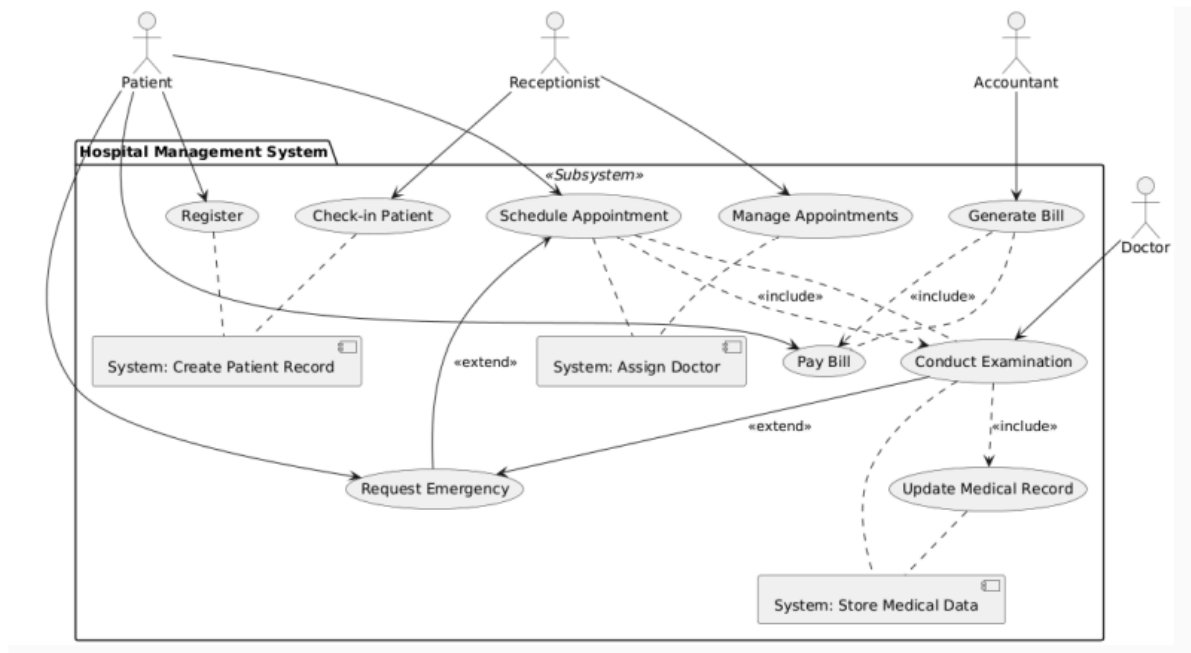 Patient
Receptionist
Accountant
Hospital Management System
«Subsystem»
Register
Check-in Patient
Schedule Appointment
Manage Appointments
Generate Bill
Doctor
«include»
«include»
System: Create Patient Record
«extend»
System: Assign Doctor
Pay Bill
Conduct Examination
«extend»
«include»
Request Emergency
Update Medical Record
System: Store Medical Data